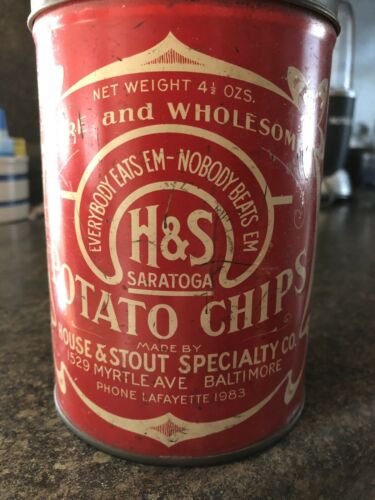 NET WEIGHT 4½ OZS.
and WHOLESOM
EVERYBODY EATS EM-NOBODY BEATS EM
H&S
SARATOGA
POTATO CHIPS
MADE BY
HOUSE & STOUT SPECIALTY CO.
1529 MYRTLE AVE BALTIMORE
PHONE LAFAYETTE 1983